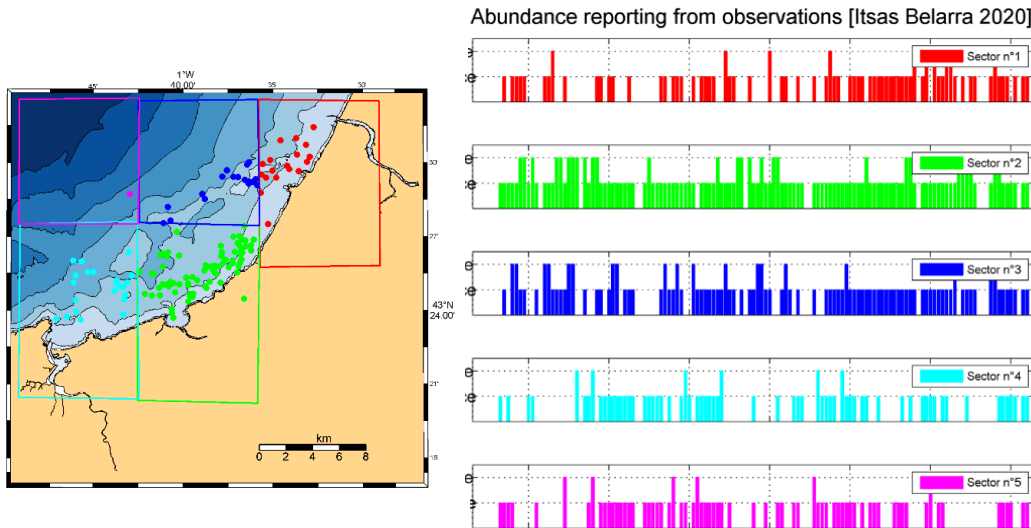 Abundance reporting from observations [Itsas Belarra 2020]
1°W
45'
40.00'
35'
30'
30'
27'
43°N
24.00'
21'
18'
km
0 2 4 6 8
Sector n°1
Sector n°2
Sector n°3
Sector n°4
Sector n°5